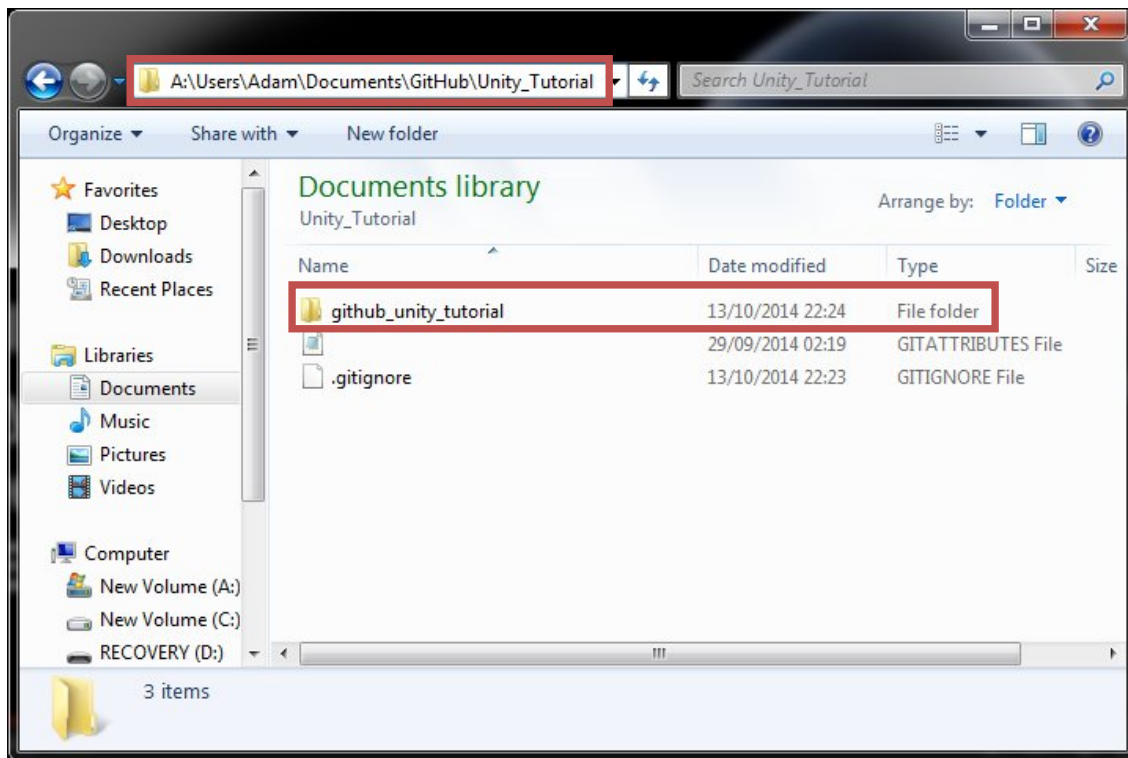 A:\Users\Adam\Documents\GitHub\Unity_Tutorial
Search Unity_Tutorial
Organize Share with New folder
Favorites
Desktop
Downloads
Recent Places
Libraries
Documents
Music
Pictures
Videos
Computer
New Volume (A:)
New Volume (C:)
RECOVERY (D:)
Documents library
Unity_Tutorial
Arrange by: Folder
Name Date modified Type Size
github_unity_tutorial 13/10/2014 22:24 File folder
29/09/2014 02:19 GITATTRIBUTES File
.gitignore 13/10/2014 22:23 GITIGNORE File
3 items